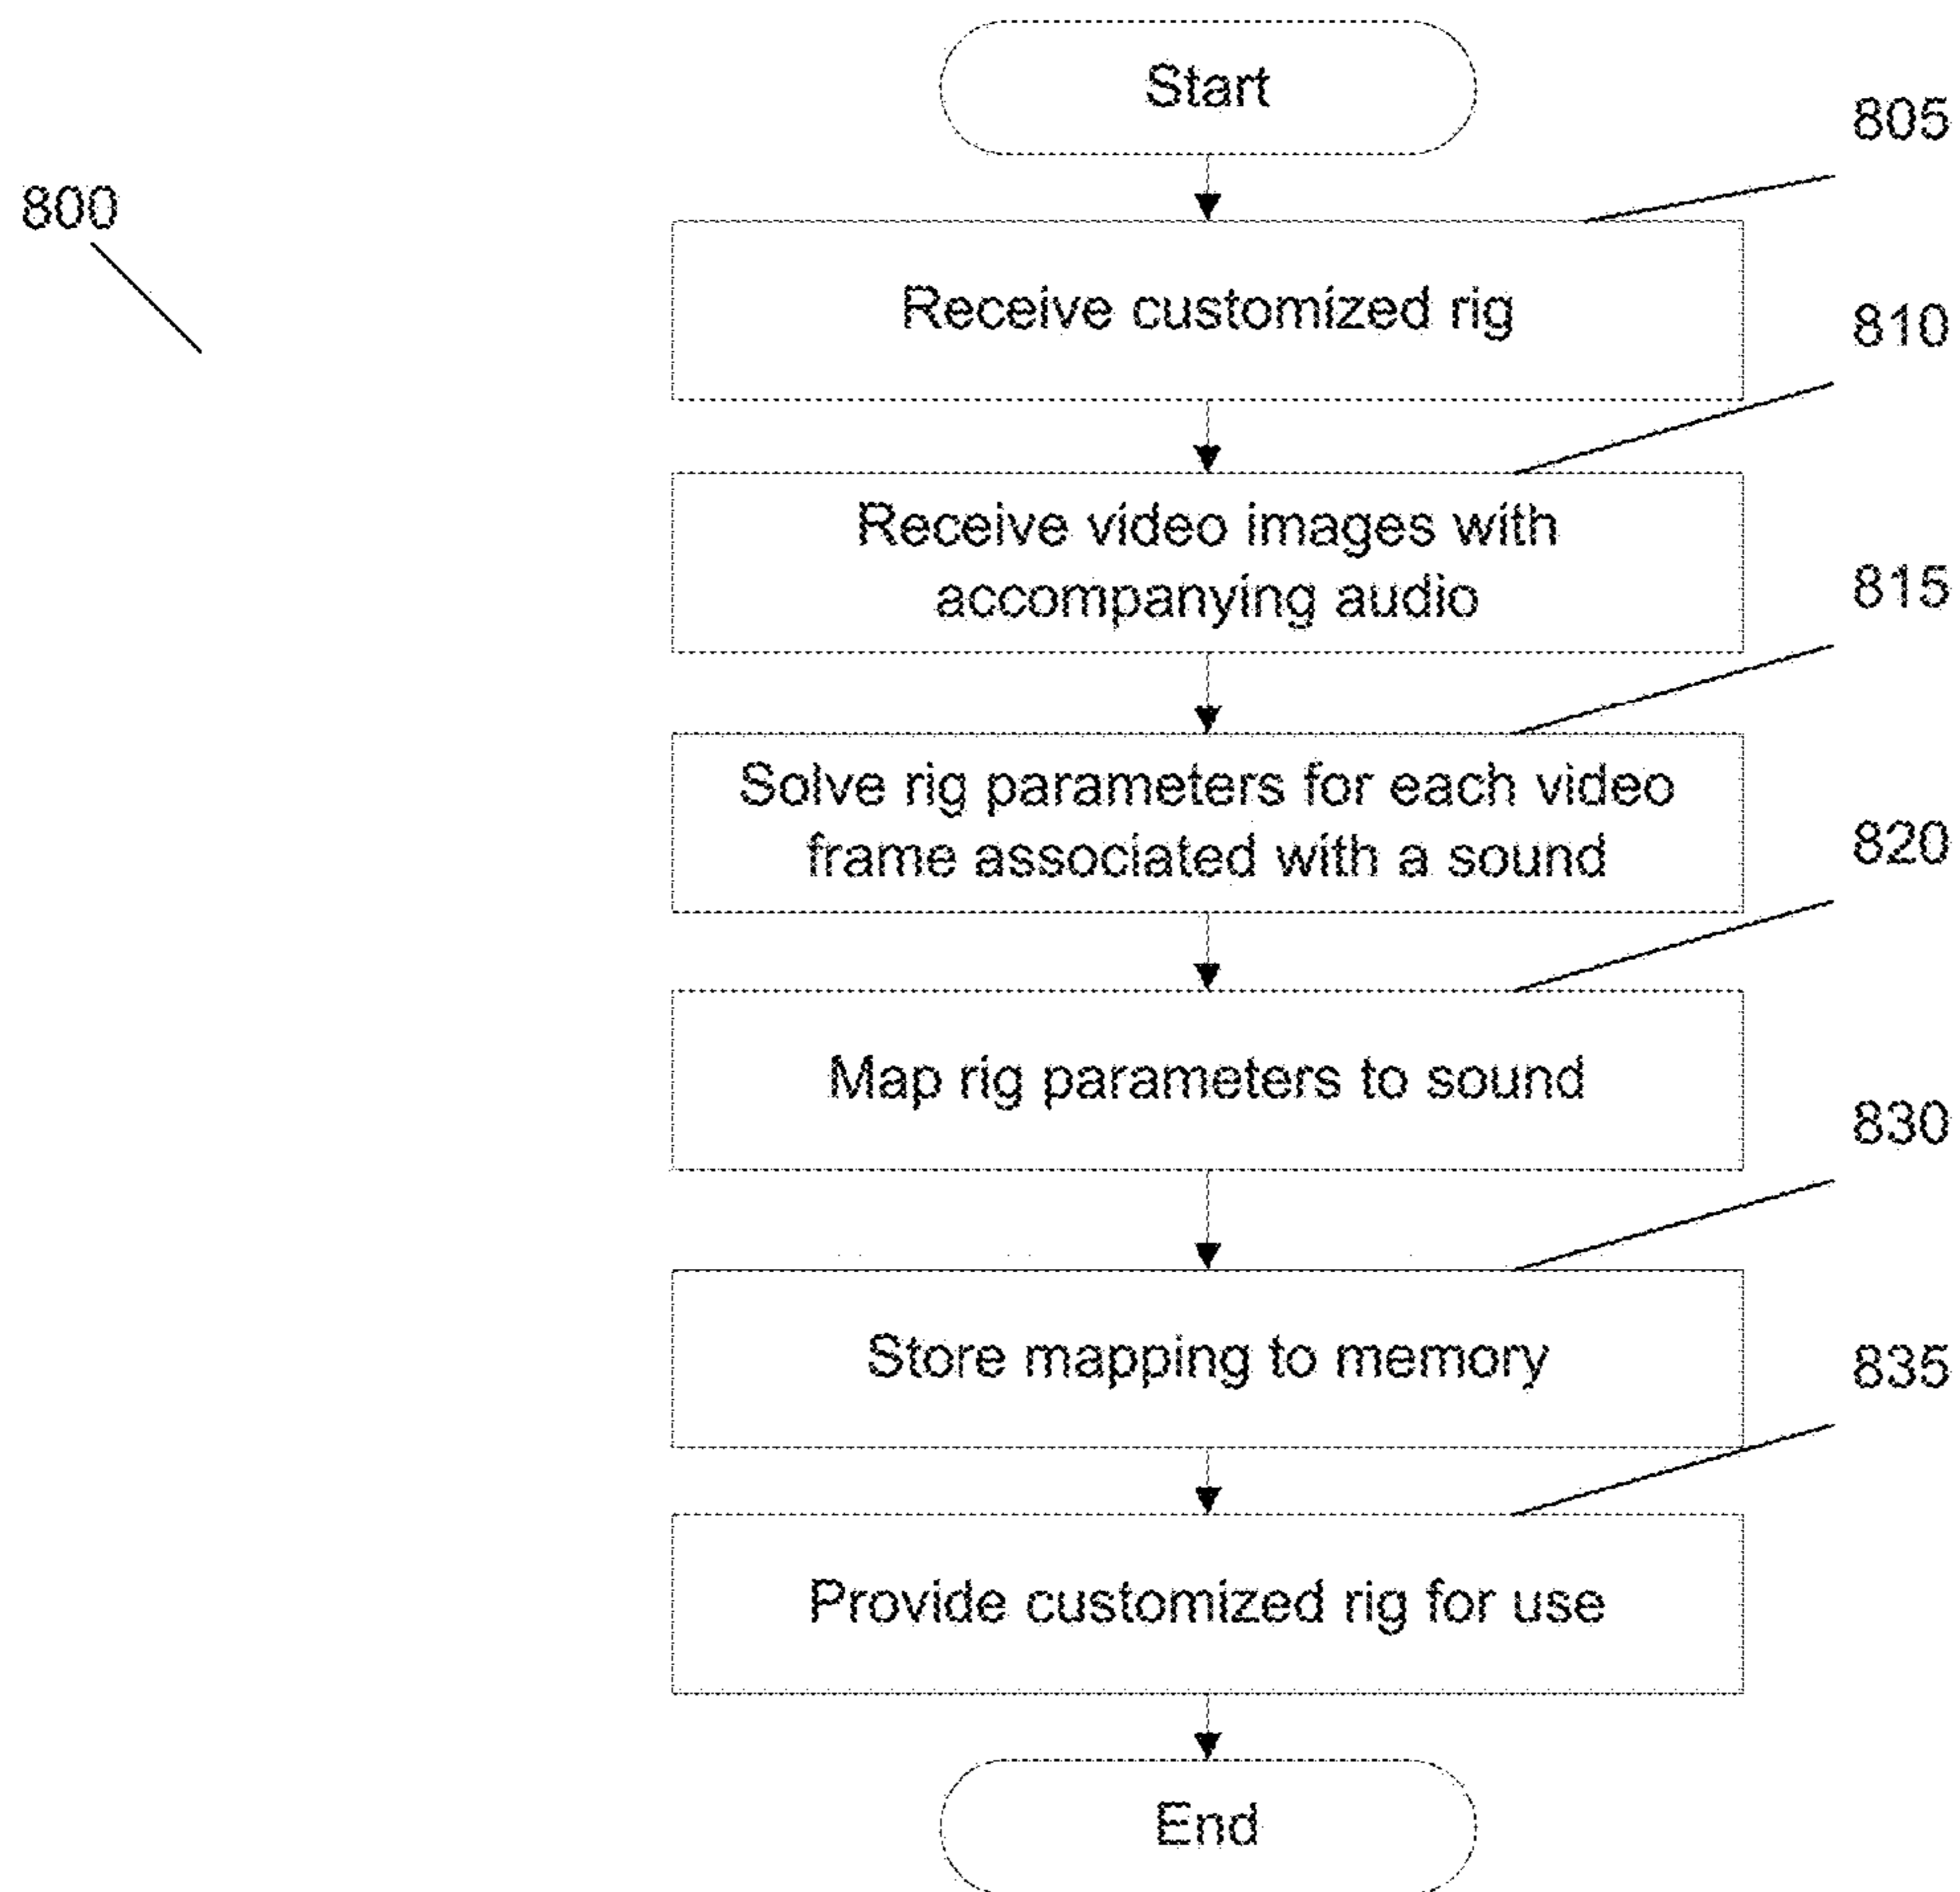 Start
805
800
Receive customized rig
810
Receive video images with
accompanying audio
815
Solve rig parameters for each video
frame associated with a sound
820
Map rig parameters to sound
830
Store mapping to memory
835
Provide customized rig for use
End